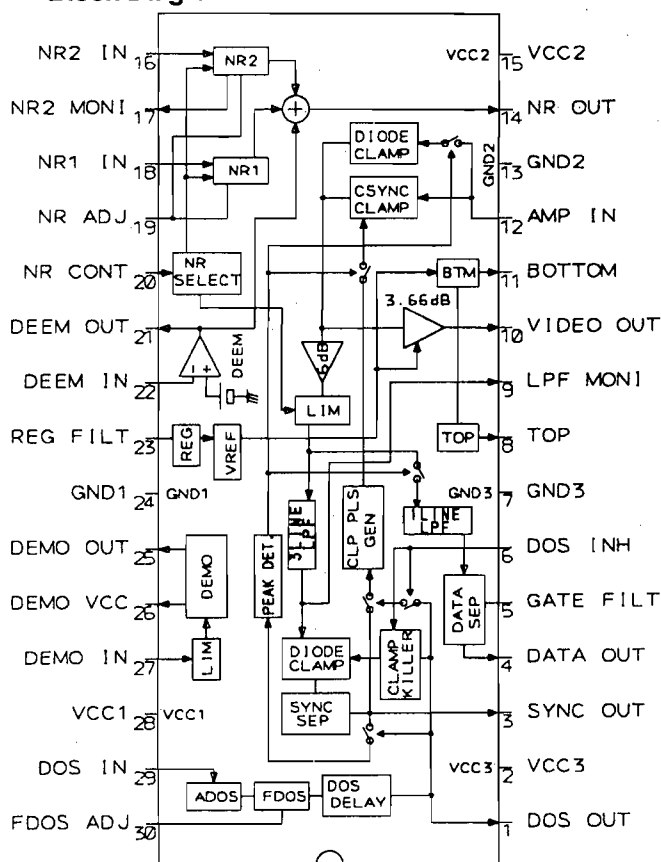 NR2 IN 16
NR2 VCC2 15 VCC2
NR2 MONI 17
14 NR OUT
DIODE CLAMP
GND2 13 GND2
NR1 IN 18
NR1
CSYNC CLAMP
NR ADJ 19
12 AMP IN
NR CONT 20
NR SELECT
BTM 11 BOTTOM
3.66dB
DEEM OUT 21
10 VIDEO OUT
DEEM
6dB
DEEM IN 22
9 LPF MONI
LIM
REG FILT 23
REG
VREF
TOP 8 TOP
GND1 24 GND1
GND3 7 GND3
1LINE LPF
3LINE LPF
CLP PLS GEN
PEAK DET.
DEMO OUT 25
6 DOS INH
DEMO
DEMO VCC 26
DATA SEP
5 GATE FILT
DEMO IN 27
LIM
DIODE CLAMP
CLAMP KILLER
4 DATA OUT
VCC1 28 VCC1
SYNC SEP
3 SYNC OUT
DOS IN 29
VCC3 2 VCC3
ADOS
FDOS
DOS DELAY
FDOS ADJ 30
1 DOS OUT